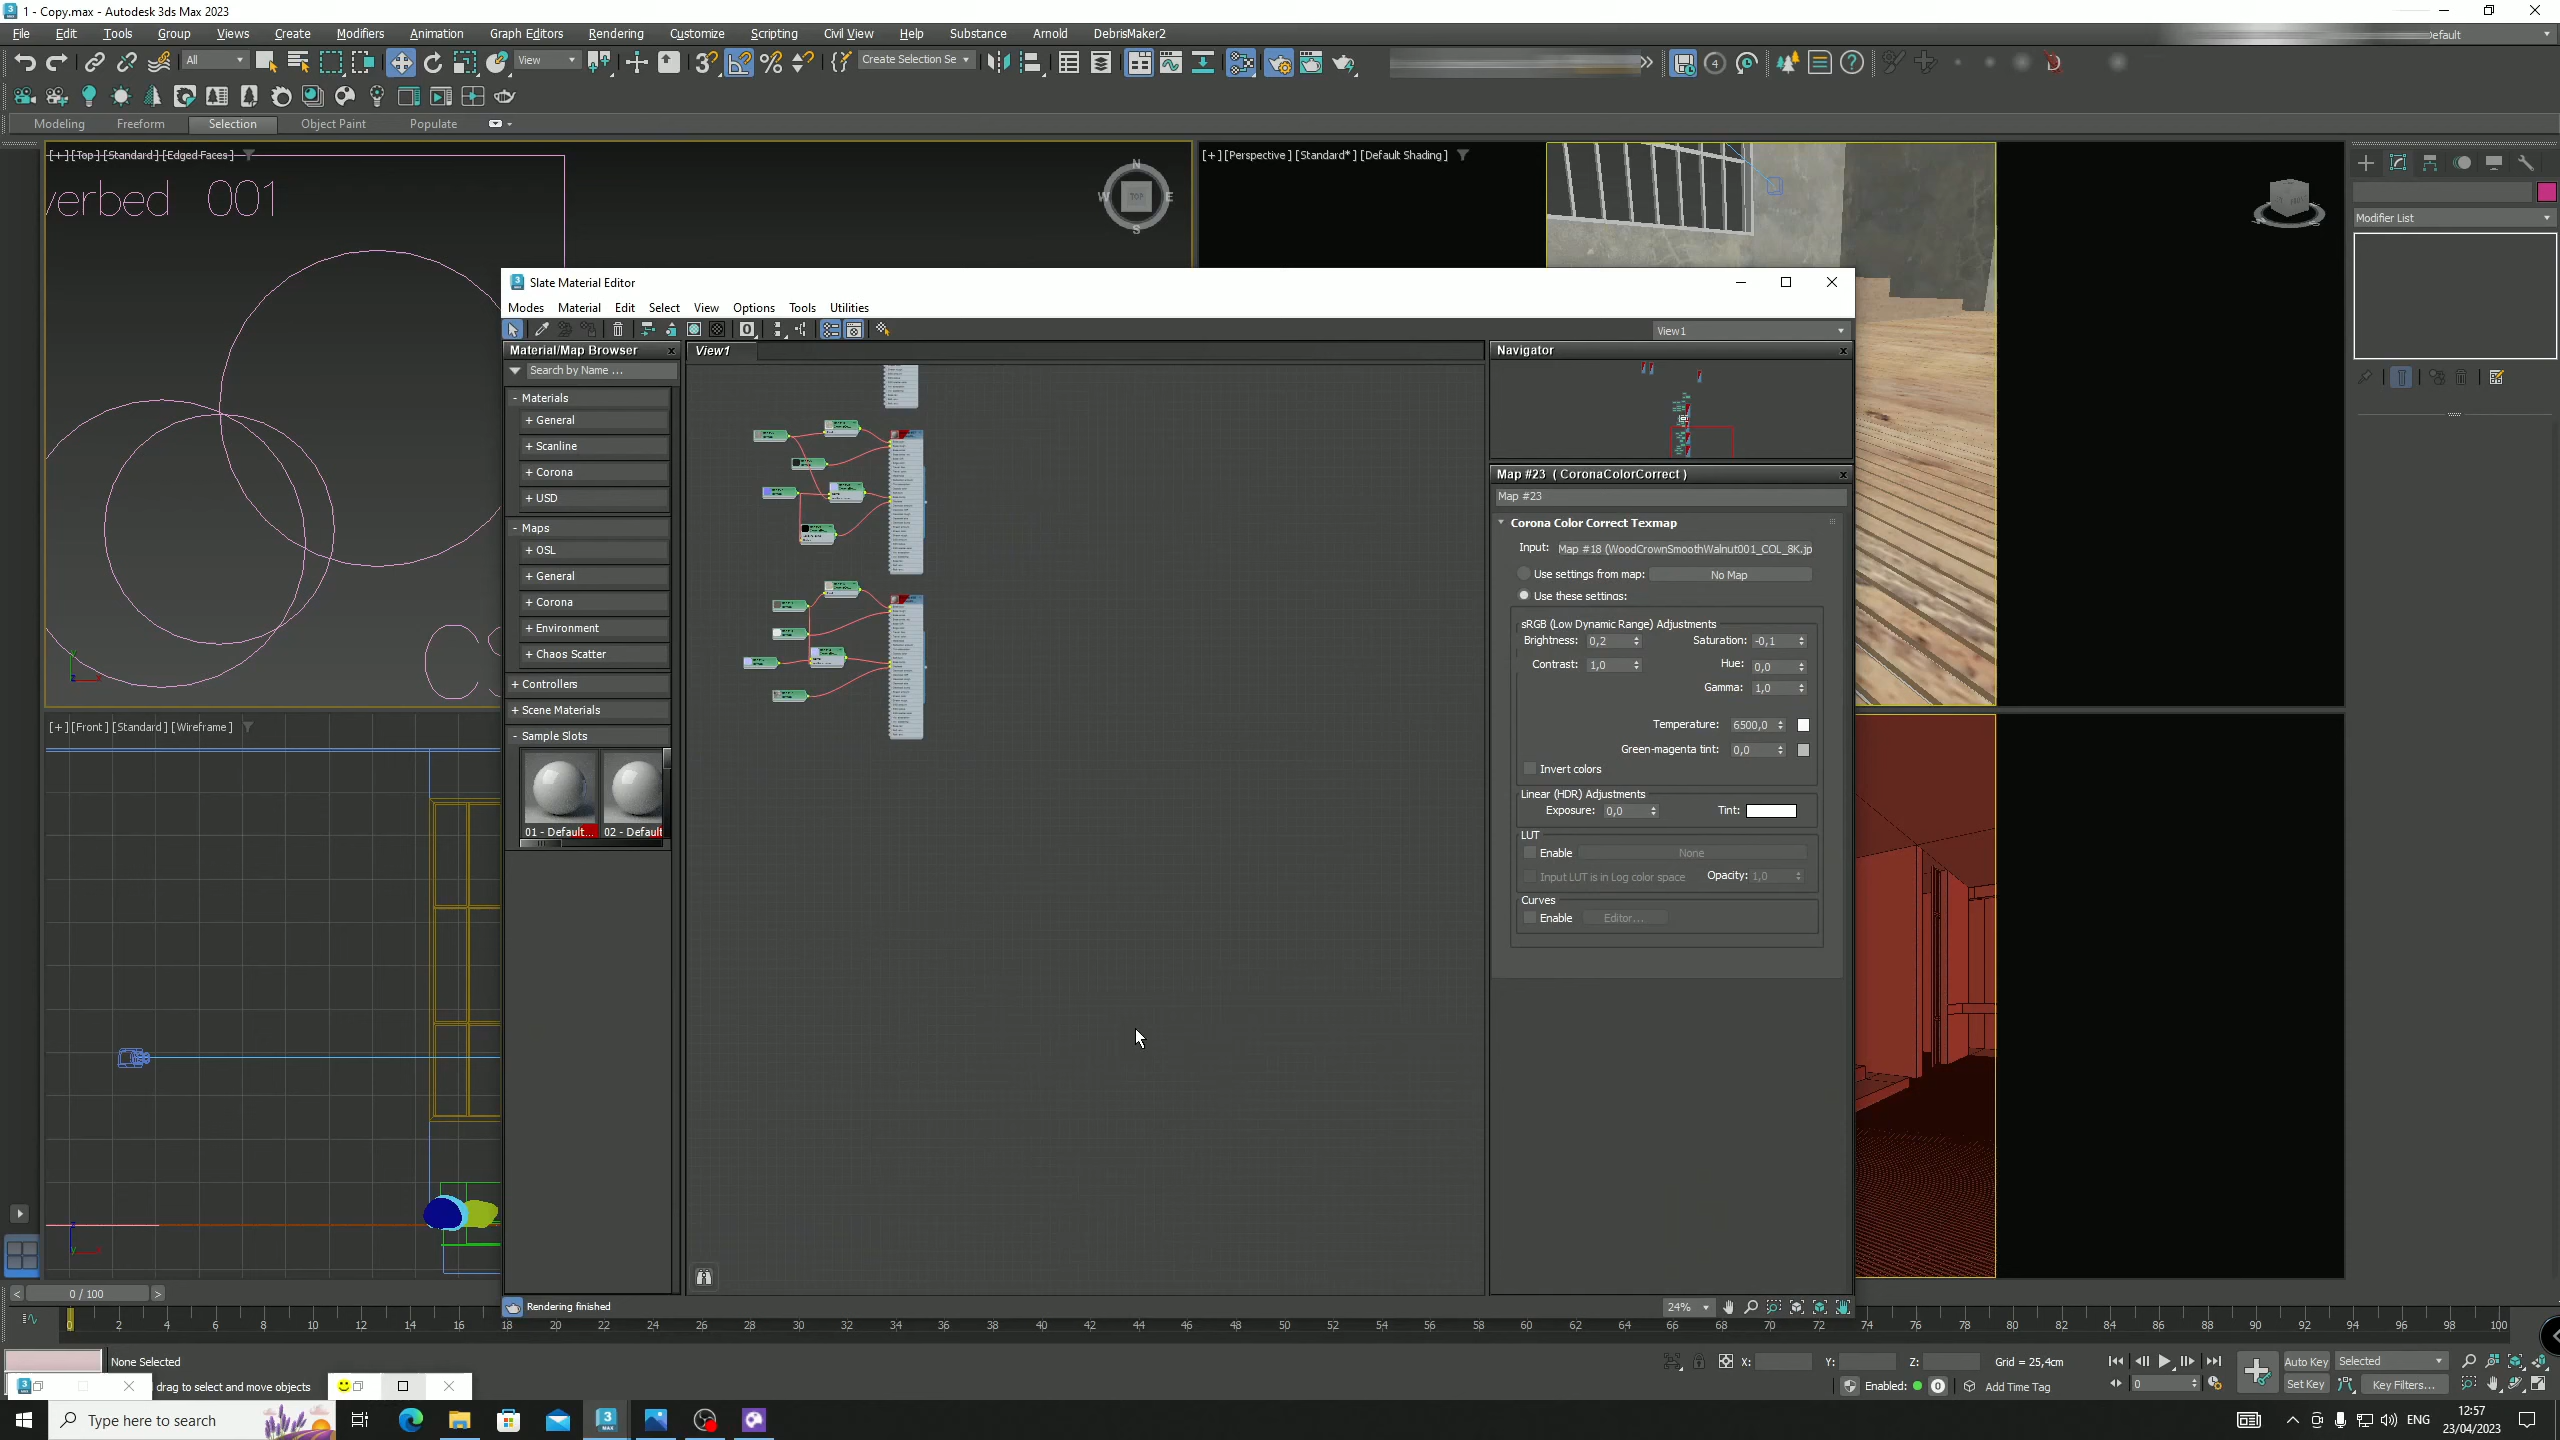 1 - Copy.max - Autodesk 3ds Max 2023
File Edit Tools Group Views Create Modifiers Animation Graph Editors Rendering Customize Scripting Civil View Help Substance Arnold DebrisMaker2
Default
All View Create Selection Se
Modeling Freeform Selection Object Paint Populate
[+] [Top] [Standard] [Edged Faces]
verbed 001
N
W TOP E
S
[+] [Perspective] [Standard*] [Default Shading]
Modifier List
Slate Material Editor
Modes Material Edit Select View Options Tools Utilities
View1
Material/Map Browser x
View1
Navigator x
Search by Name ...
- Materials
+ General
+ Scanline
+ Corona
+ USD
- Maps
+ OSL
+ General
+ Corona
+ Environment
+ Chaos Scatter
+ Controllers
+ Scene Materials
- Sample Slots
01 - Default... 02 - Default
Map #23 ( CoronaColorCorrect )
Map #23
Corona Color Correct Texmap
Input: Map #18 (WoodCrownSmoothWalnut001_COL_8K.jp
Use settings from map: No Map
Use these settings:
sRGB (Low Dynamic Range) Adjustments
Brightness: 0,2 Saturation: -0,1
Contrast: 1,0 Hue: 0,0
Gamma: 1,0
Temperature: 6500,0
Green-magenta tint: 0,0
Invert colors
Linear (HDR) Adjustments
Exposure: 0,0 Tint:
LUT
Enable None
Input LUT is in Log color space Opacity: 1,0
Curves
Enable Editor...
[+] [Front] [Standard] [Wireframe]
Rendering finished
24%
< 0 / 100 >
0 2 4 6 8 10 12 14 16 18 20 22 24 26 28 30 32 34 36 38 40 42 44 46 48 50 52 54 56 58 60 62 64 66 68 70 72 74 76 78 80 82 84 86 88 90 92 94 96 98 100
None Selected
X: Y: Z: Grid = 25,4cm
Auto Key Selected
drag to select and move objects
Enabled: 0 Add Time Tag
0
Set Key Key Filters...
Type here to search
ENG
12:57
23/04/2023